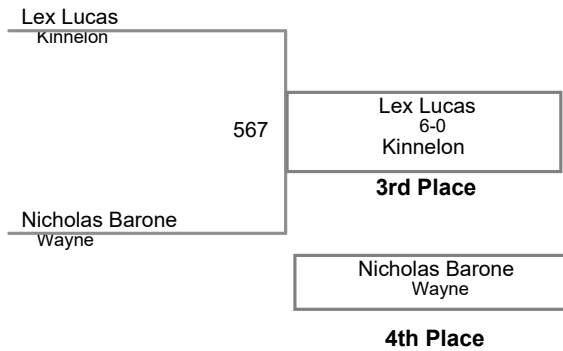 Lex Lucas
Kinnelon
567
Lex Lucas
6-0
Kinnelon
3rd Place
Nicholas Barone
Wayne
Nicholas Barone
Wayne
4th Place